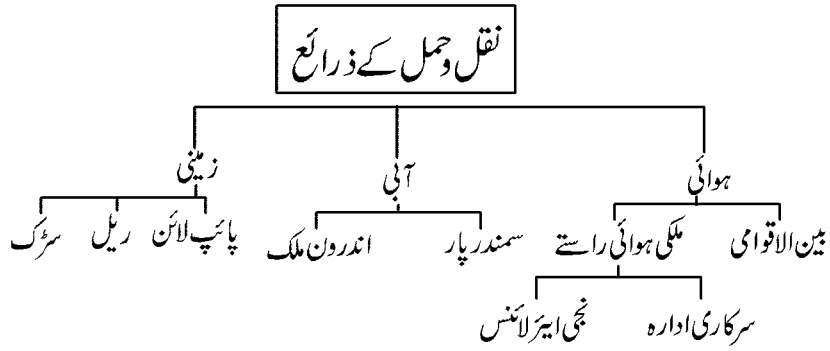 نقل وحمل کے ذرائع
ہوائی
آبی
زمینی
بین الاقوامی
ملکی ہوائی راستے
سمندر پار
اندرون ملک
پائپ لائن
ریل
سڑک
سرکاری ادارہ
نجی ایئر لائنس